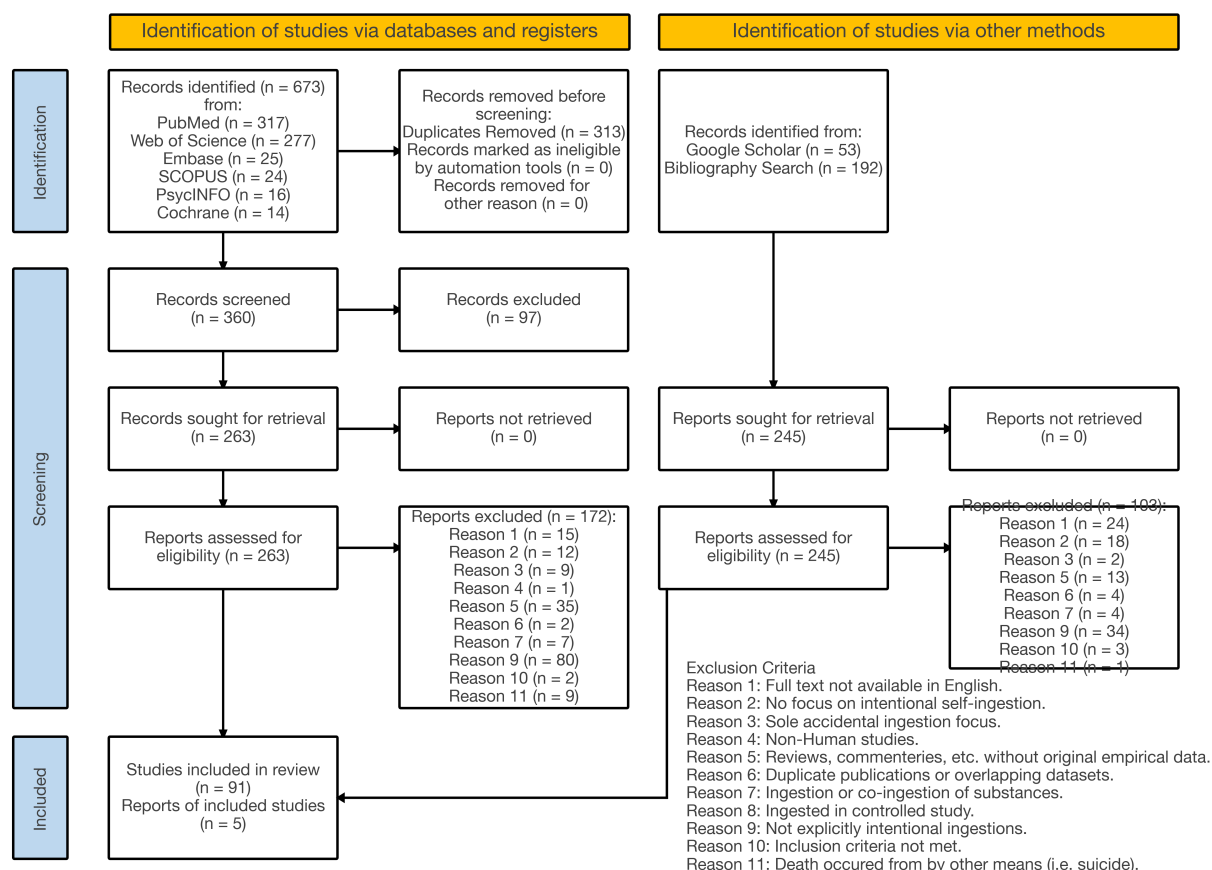 Identification of studies via databases and registers
Identification of studies via other methods
Identification
Records identified (n = 673)
from:
PubMed (n = 317)
Web of Science (n = 277)
Embase (n = 25)
SCOPUS (n = 24)
PsycINFO (n = 16)
Cochrane (n = 14)
Records removed before
screening:
Duplicates Removed (n = 313)
Records marked as ineligible
by automation tools (n = 0)
Records removed for
other reason (n = 0)
Records identified from:
Google Scholar (n = 53)
Bibliography Search (n = 192)
Screening
Records screened
(n = 360)
Records excluded
(n = 97)
Records sought for retrieval
(n = 263)
Reports not retrieved
(n = 0)
Reports sought for retrieval
(n = 245)
Reports not retrieved
(n = 0)
Reports assessed for
eligibility (n = 263)
Reports excluded (n = 172):
Reason 1 (n = 15)
Reason 2 (n = 12)
Reason 3 (n = 9)
Reason 4 (n = 1)
Reason 5 (n = 35)
Reason 6 (n = 2)
Reason 7 (n = 7)
Reason 9 (n = 80)
Reason 10 (n = 2)
Reason 11 (n = 9)
Reports assessed for
eligibility (n = 245)
Reports excluded (n = 103):
Reason 1 (n = 24)
Reason 2 (n = 18)
Reason 3 (n = 2)
Reason 5 (n = 13)
Reason 6 (n = 4)
Reason 7 (n = 4)
Reason 9 (n = 34)
Reason 10 (n = 3)
Reason 11 (n = 1)
Included
Studies included in review
(n = 91)
Reports of included studies
(n = 5)
Exclusion Criteria
Reason 1: Full text not available in English.
Reason 2: No focus on intentional self-ingestion.
Reason 3: Sole accidental ingestion focus.
Reason 4: Non-Human studies.
Reason 5: Reviews, commenteries, etc. without original empirical data.
Reason 6: Duplicate publications or overlapping datasets.
Reason 7: Ingestion or co-ingestion of substances.
Reason 8: Ingested in controlled study.
Reason 9: Not explicitly intentional ingestions.
Reason 10: Inclusion criteria not met.
Reason 11: Death occured from by other means (i.e. suicide).